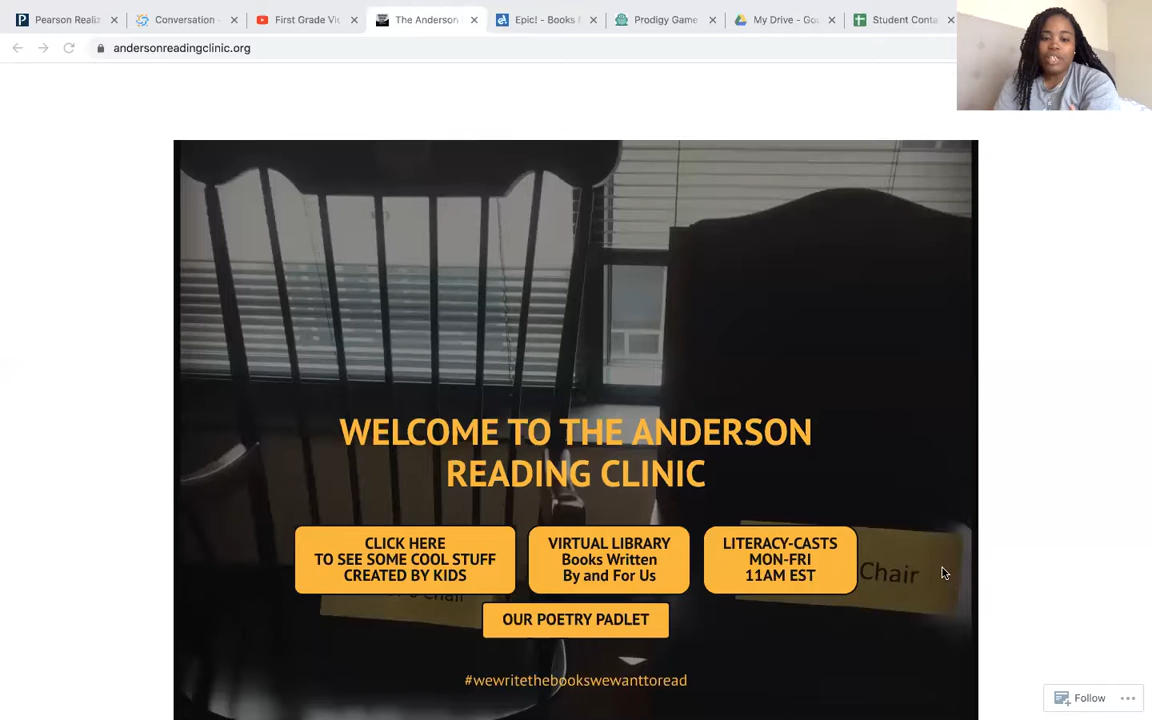 Pearson Realiz
Conversation
First Grade Vi
The Anderson
Epic! - Books
Prodigy Game
My Drive - Go
Student Conta
andersonreadingclinic.org
WELCOME TO THE ANDERSON
READING CLINIC
CLICK HERE
TO SEE SOME COOL STUFF
CREATED BY KIDS
VIRTUAL LIBRARY
Books Written
By and For Us
LITERACY-CASTS
MON-FRI
11AM EST
Chair
Chair
OUR POETRY PADLET
#wewritethebookswewanttoread
Follow